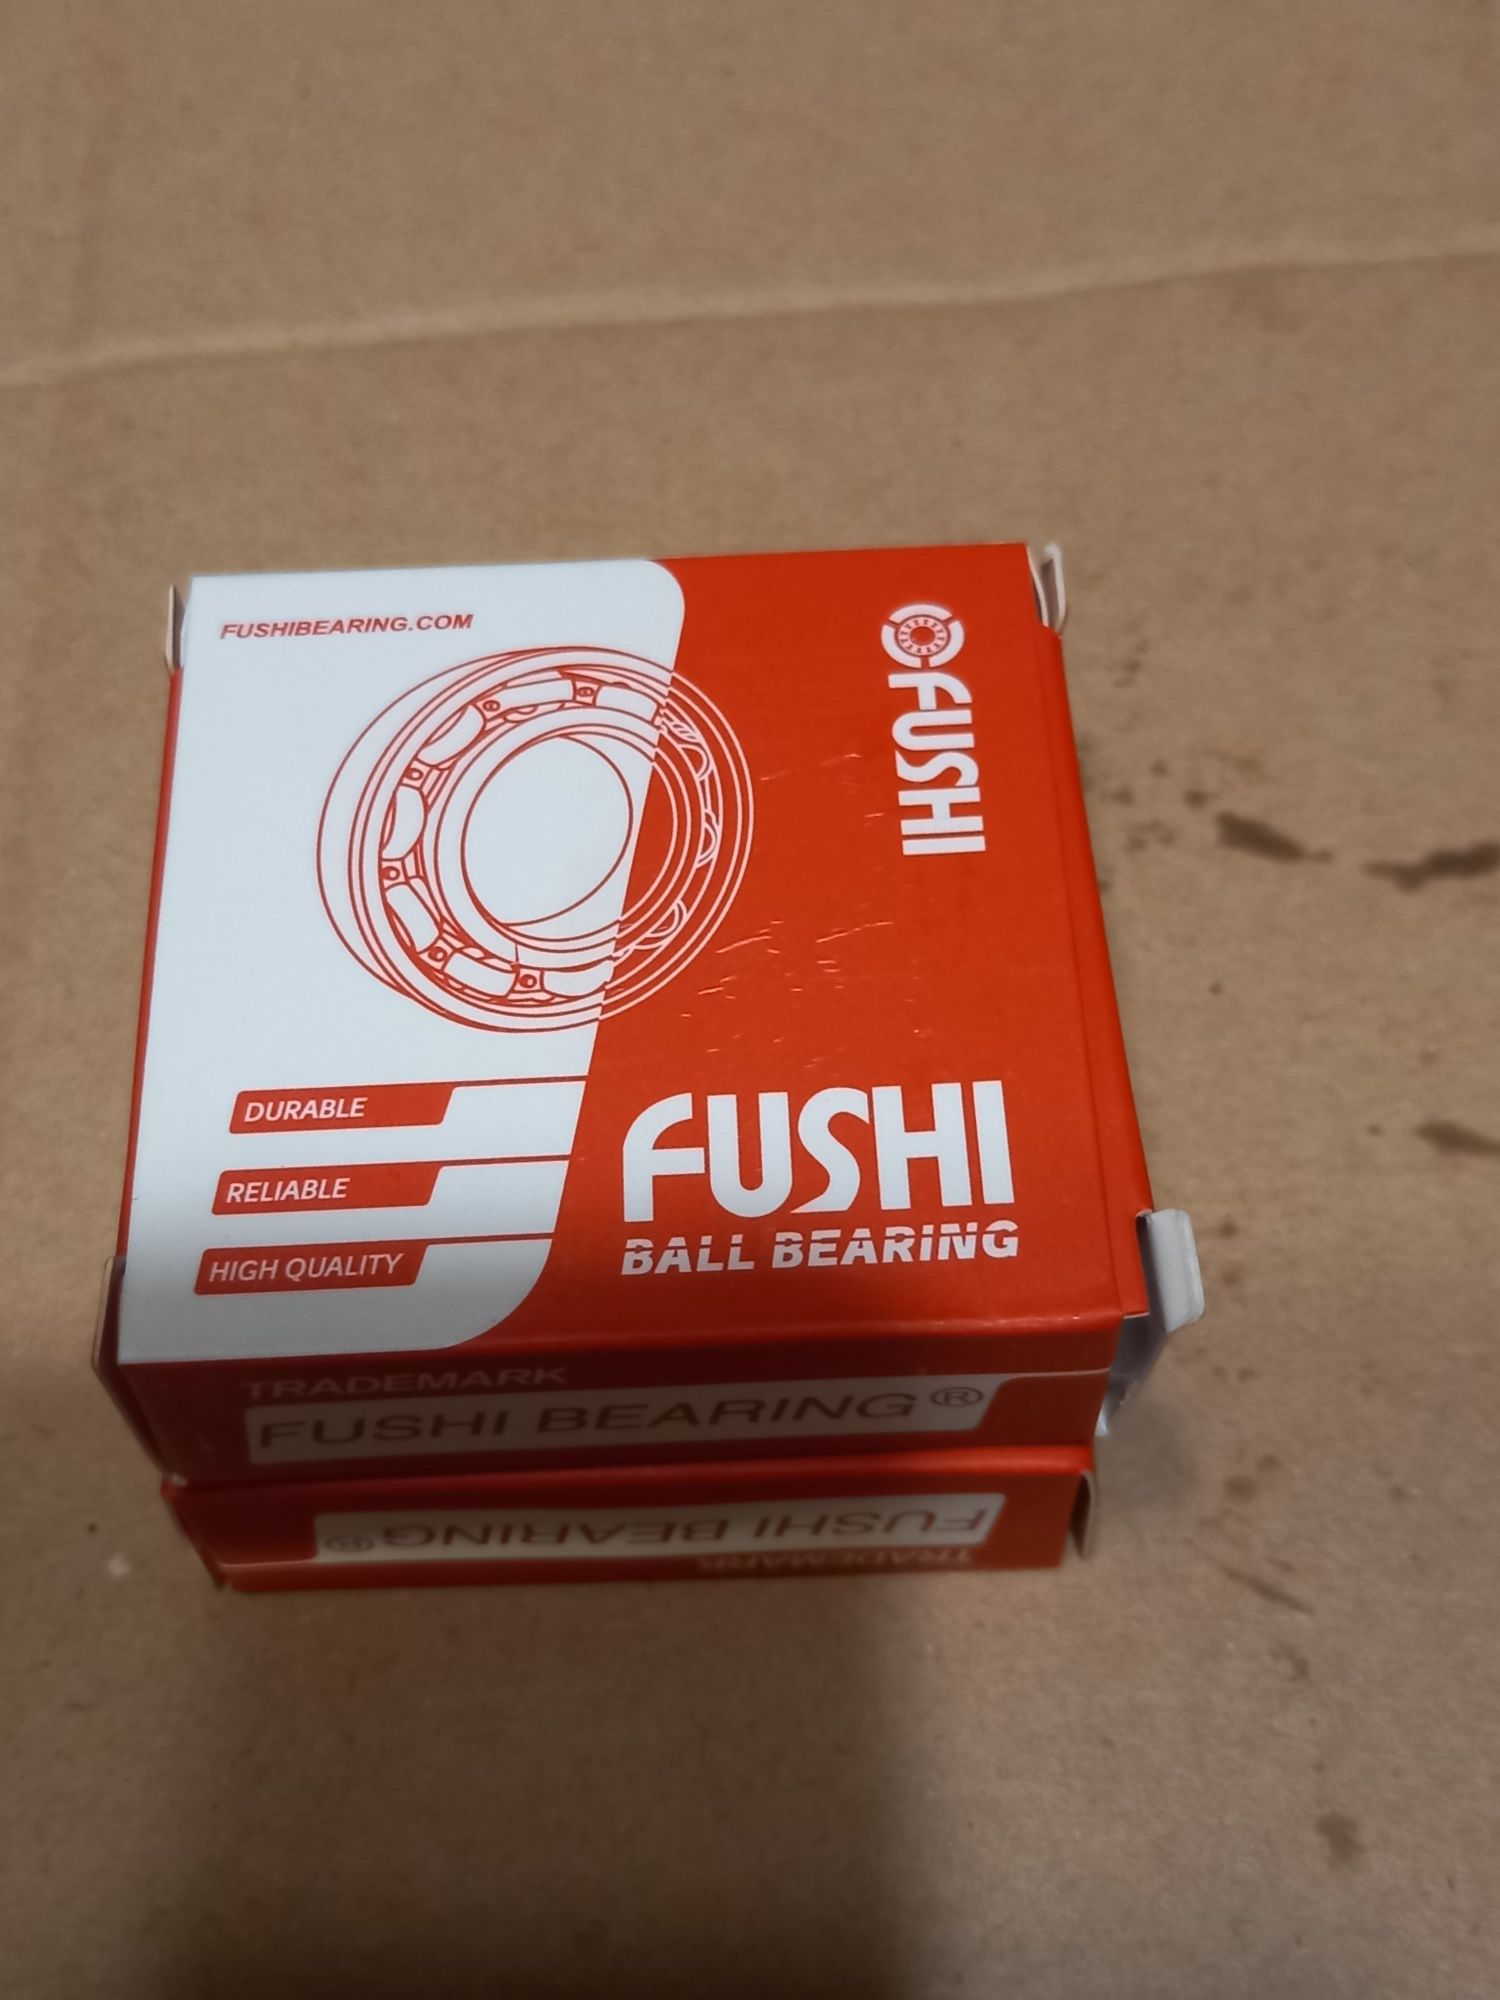 FUSHIBEARING.COM
FUSHI
DURABLE
RELIABLE
HIGH QUALITY
FUSHI
BALL BEARING
TRADEMARK
FUSHI BEARING®
FUSHI BEARING®
TRADEMARK